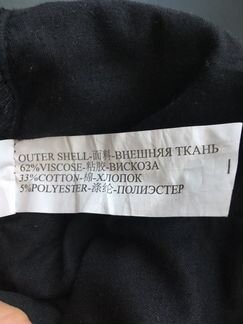 OUTER SHELL-面料-ВНЕШНЯЯ ТКАНЬ
62%VISCOSE-粘胶-ВИСКОЗА
33%COTTON-棉-ХЛОПОК
5%POLYESTER-涤纶-ПОЛИЭСТЕР